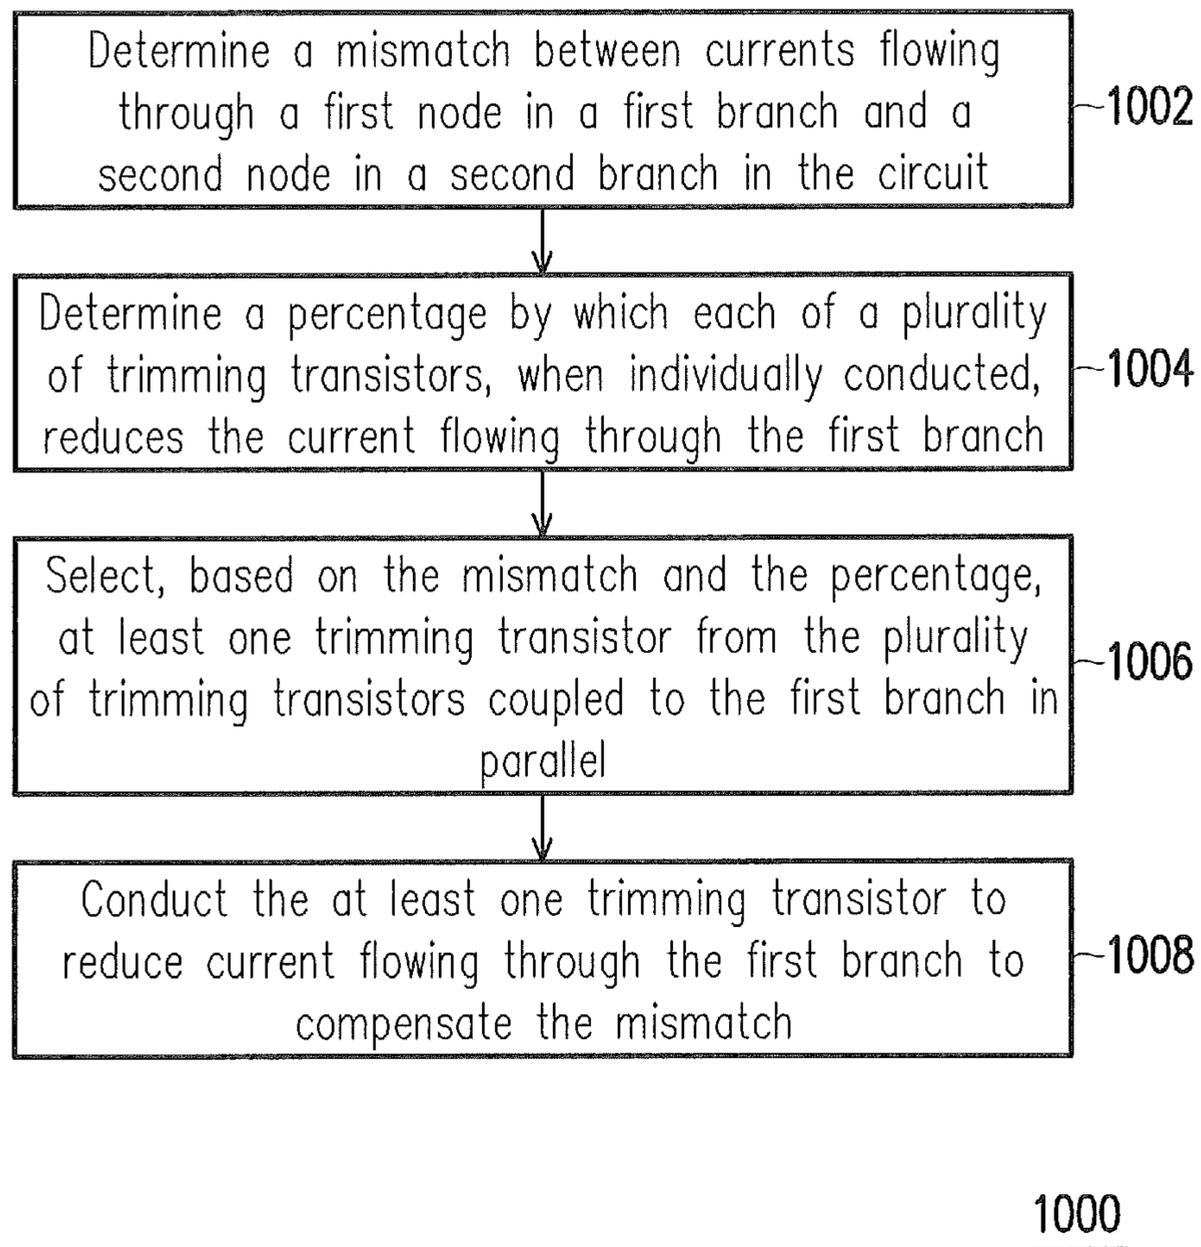 Determine a mismatch between currents flowing
through a first node in a first branch and a
second node in a second branch in the circuit
1002
Determine a percentage by which each of a plurality
of trimming transistors, when individually conducted,
reduces the current flowing through the first branch
1004
Select, based on the mismatch and the percentage,
at least one trimming transistor from the plurality
of trimming transistors coupled to the first branch in
parallel
1006
Conduct the at least one trimming transistor to
reduce current flowing through the first branch to
compensate the mismatch
1008
1000